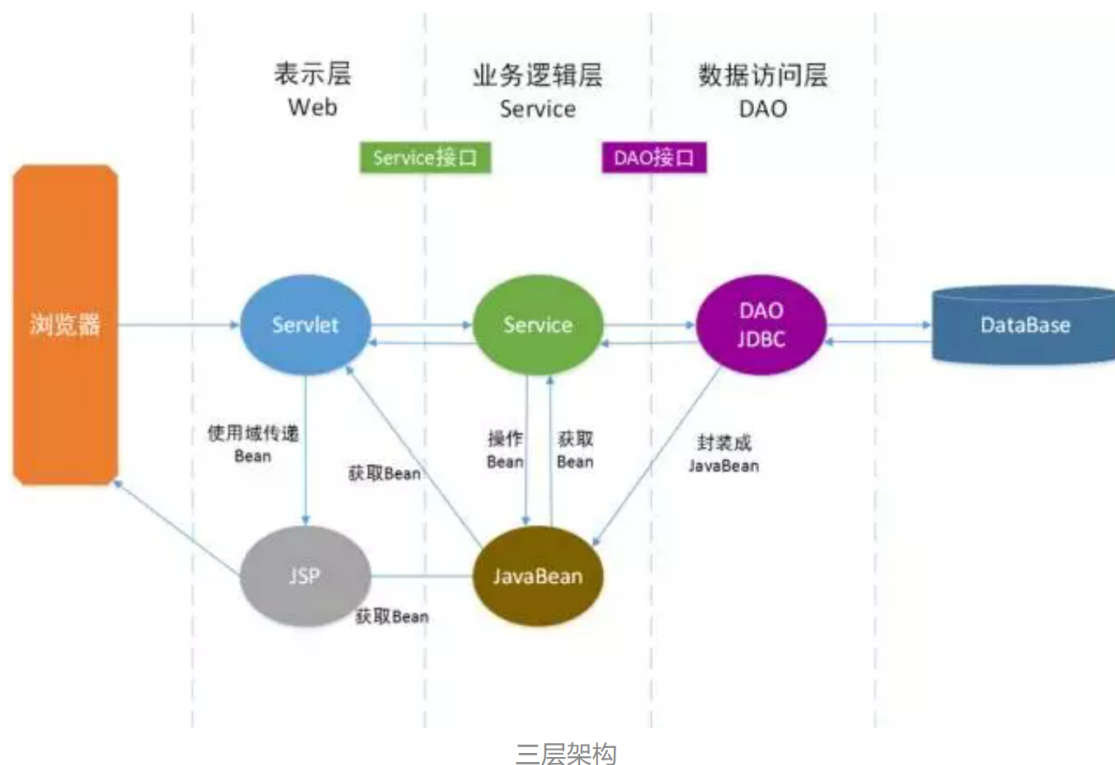 表示层
Web
业务逻辑层
Service
数据访问层
DAO
Service接口
DAO接口
浏览器
Servlet
Service
DAO
JDBC
DataBase
使用域传递
Bean
获取Bean
操作
Bean
获取
Bean
封装成
JavaBean
JSP
JavaBean
获取Bean
三层架构